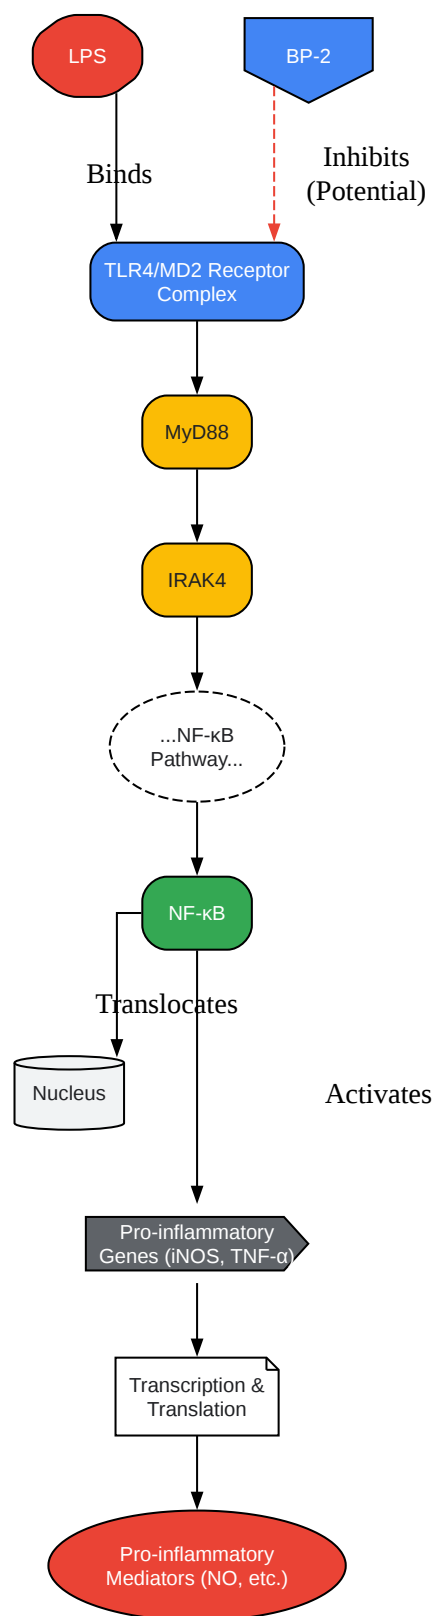 LPS
BP-2
Binds
Inhibits
(Potential)
TLR4/MD2 Receptor
Complex
MyD88
IRAK4
...NF-κB
Pathway...
NF-κB
Translocates
Nucleus
Activates
Pro-inflammatory
Genes (iNOS, TNF-α)
Transcription &
Translation
Pro-inflammatory
Mediators (NO, etc.)